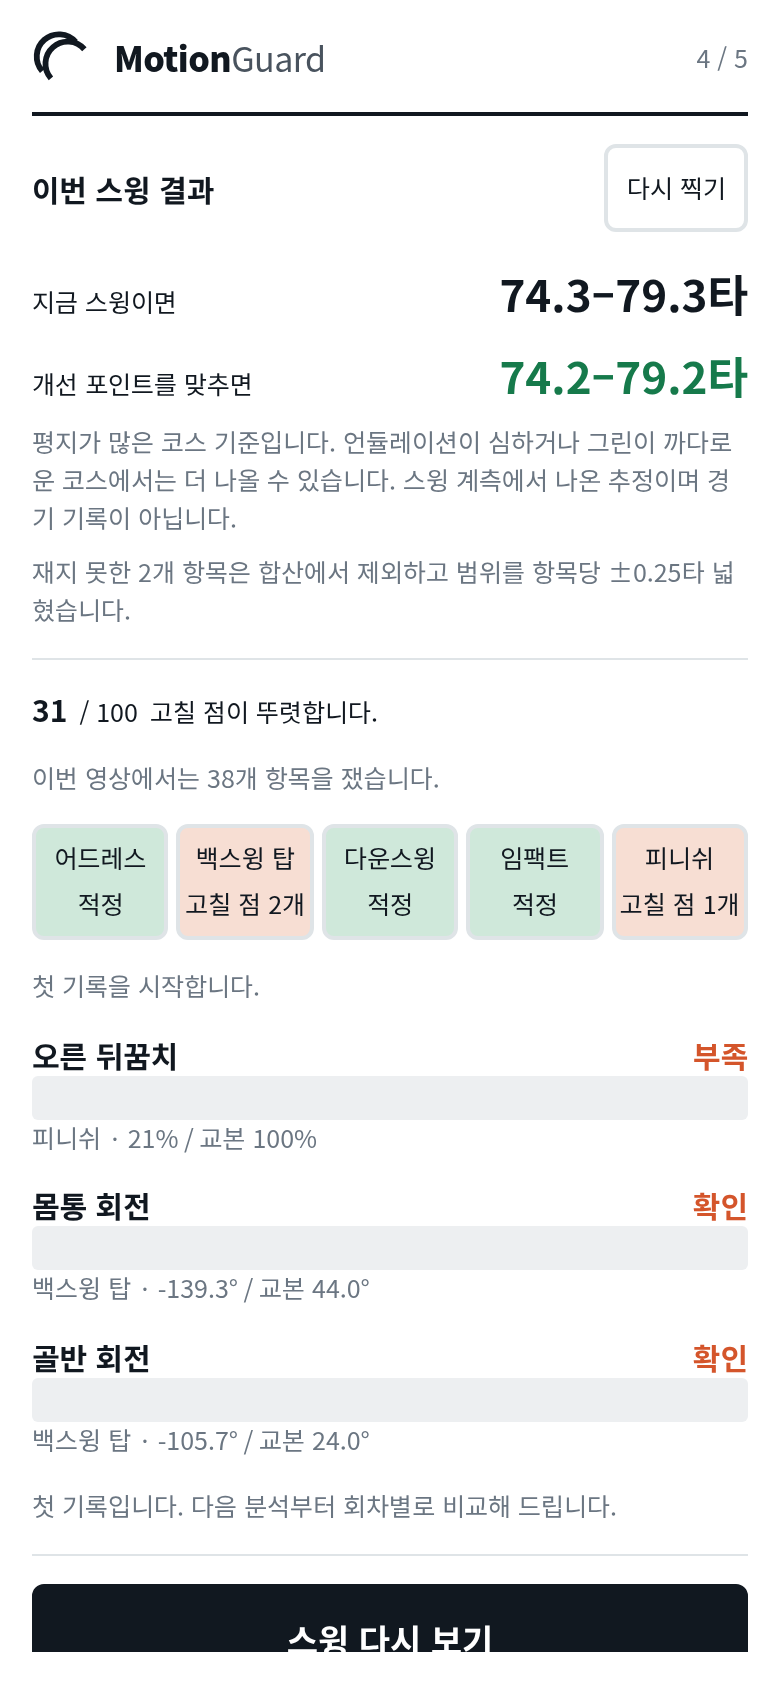 MotionGuard
4 / 5
이번 스윙 결과
다시 찍기
지금 스윙이면
74.3–79.3타
개선 포인트를 맞추면
74.2–79.2타
평지가 많은 코스 기준입니다. 언듈레이션이 심하거나 그린이 까다로
운 코스에서는 더 나올 수 있습니다. 스윙 계측에서 나온 추정이며 경
기 기록이 아닙니다.
재지 못한 2개 항목은 합산에서 제외하고 범위를 항목당 ±0.25타 넓
혔습니다.
31 / 100 고칠 점이 뚜렷합니다.
이번 영상에서는 38개 항목을 쟀습니다.
어드레스
적정
백스윙 탑
고칠 점 2개
다운스윙
적정
임팩트
적정
피니쉬
고칠 점 1개
첫 기록을 시작합니다.
오른 뒤꿈치
부족
피니쉬 · 21% / 교본 100%
몸통 회전
확인
백스윙 탑 · -139.3° / 교본 44.0°
골반 회전
확인
백스윙 탑 · -105.7° / 교본 24.0°
첫 기록입니다. 다음 분석부터 회차별로 비교해 드립니다.
스윙 다시 보기